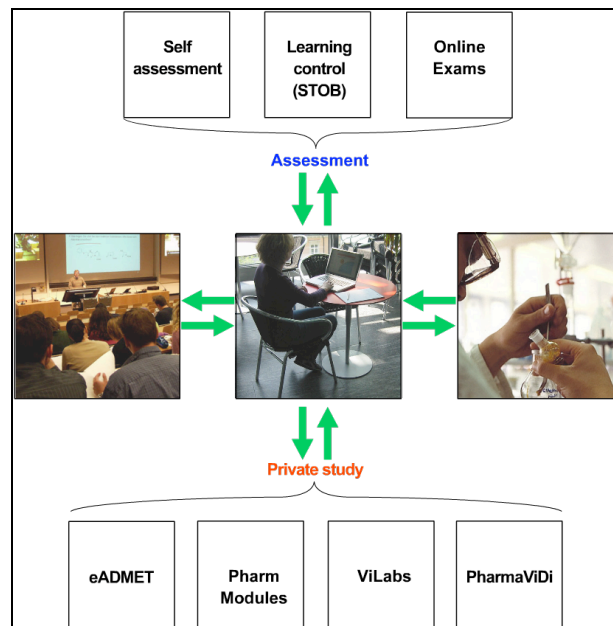 Self
assessment
Learning
control
(STOB)
Online
Exams
Assessment
Private study
eADMET
Pharm
Modules
ViLabs
PharmaViDi